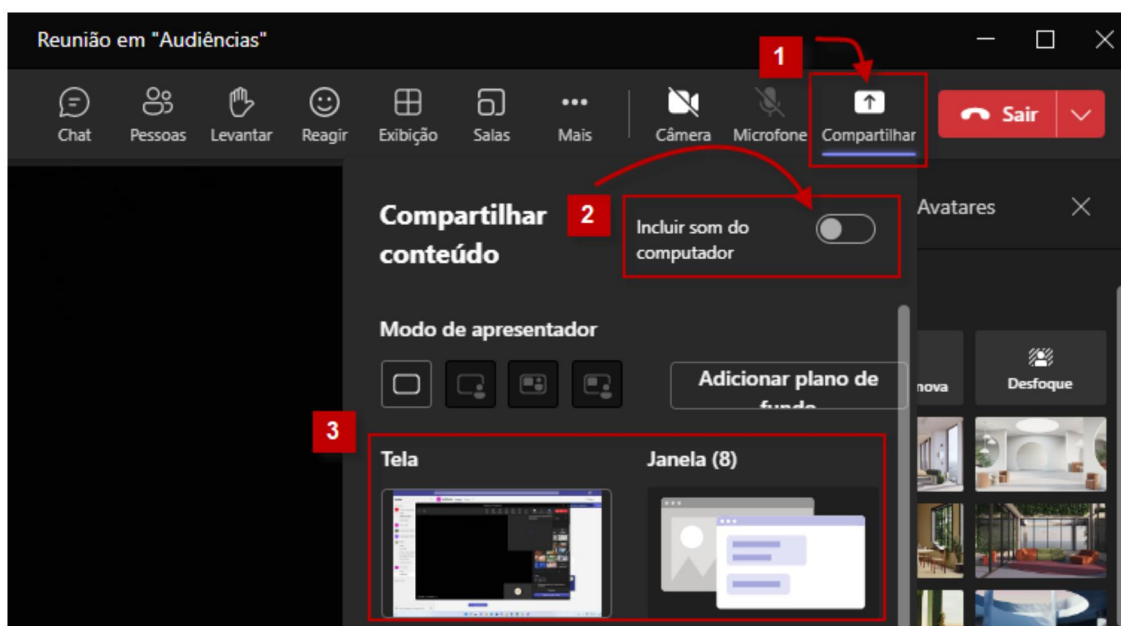 Reunião em "Audiências"
1
Chat Pessoas Levantar Reagir Exibição Salas Mais Câmera Microfone Compartilhar Sair
Compartilhar conteúdo
2
Incluir som do
computador
Avatares
Modo de apresentador
Adicionar plano de
fundo
nova
Desfoque
3
Tela
Janela (8)